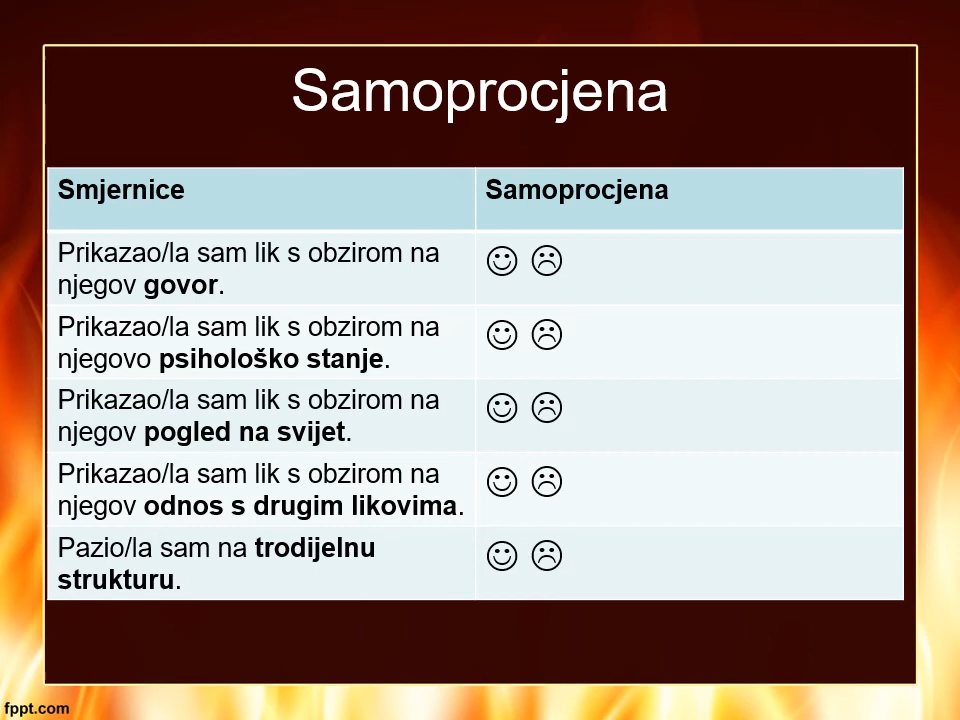 Samoprocjena
Smjernice
Samoprocjena
Prikazao/la sam lik s obzirom na
njegov govor.
☺ ☹
Prikazao/la sam lik s obzirom na
njegovo psihološko stanje.
☺ ☹
Prikazao/la sam lik s obzirom na
njegov pogled na svijet.
☺ ☹
Prikazao/la sam lik s obzirom na
njegov odnos s drugim likovima.
☺ ☹
Pazio/la sam na trodijelnu
strukturu.
☺ ☹
fppt.com